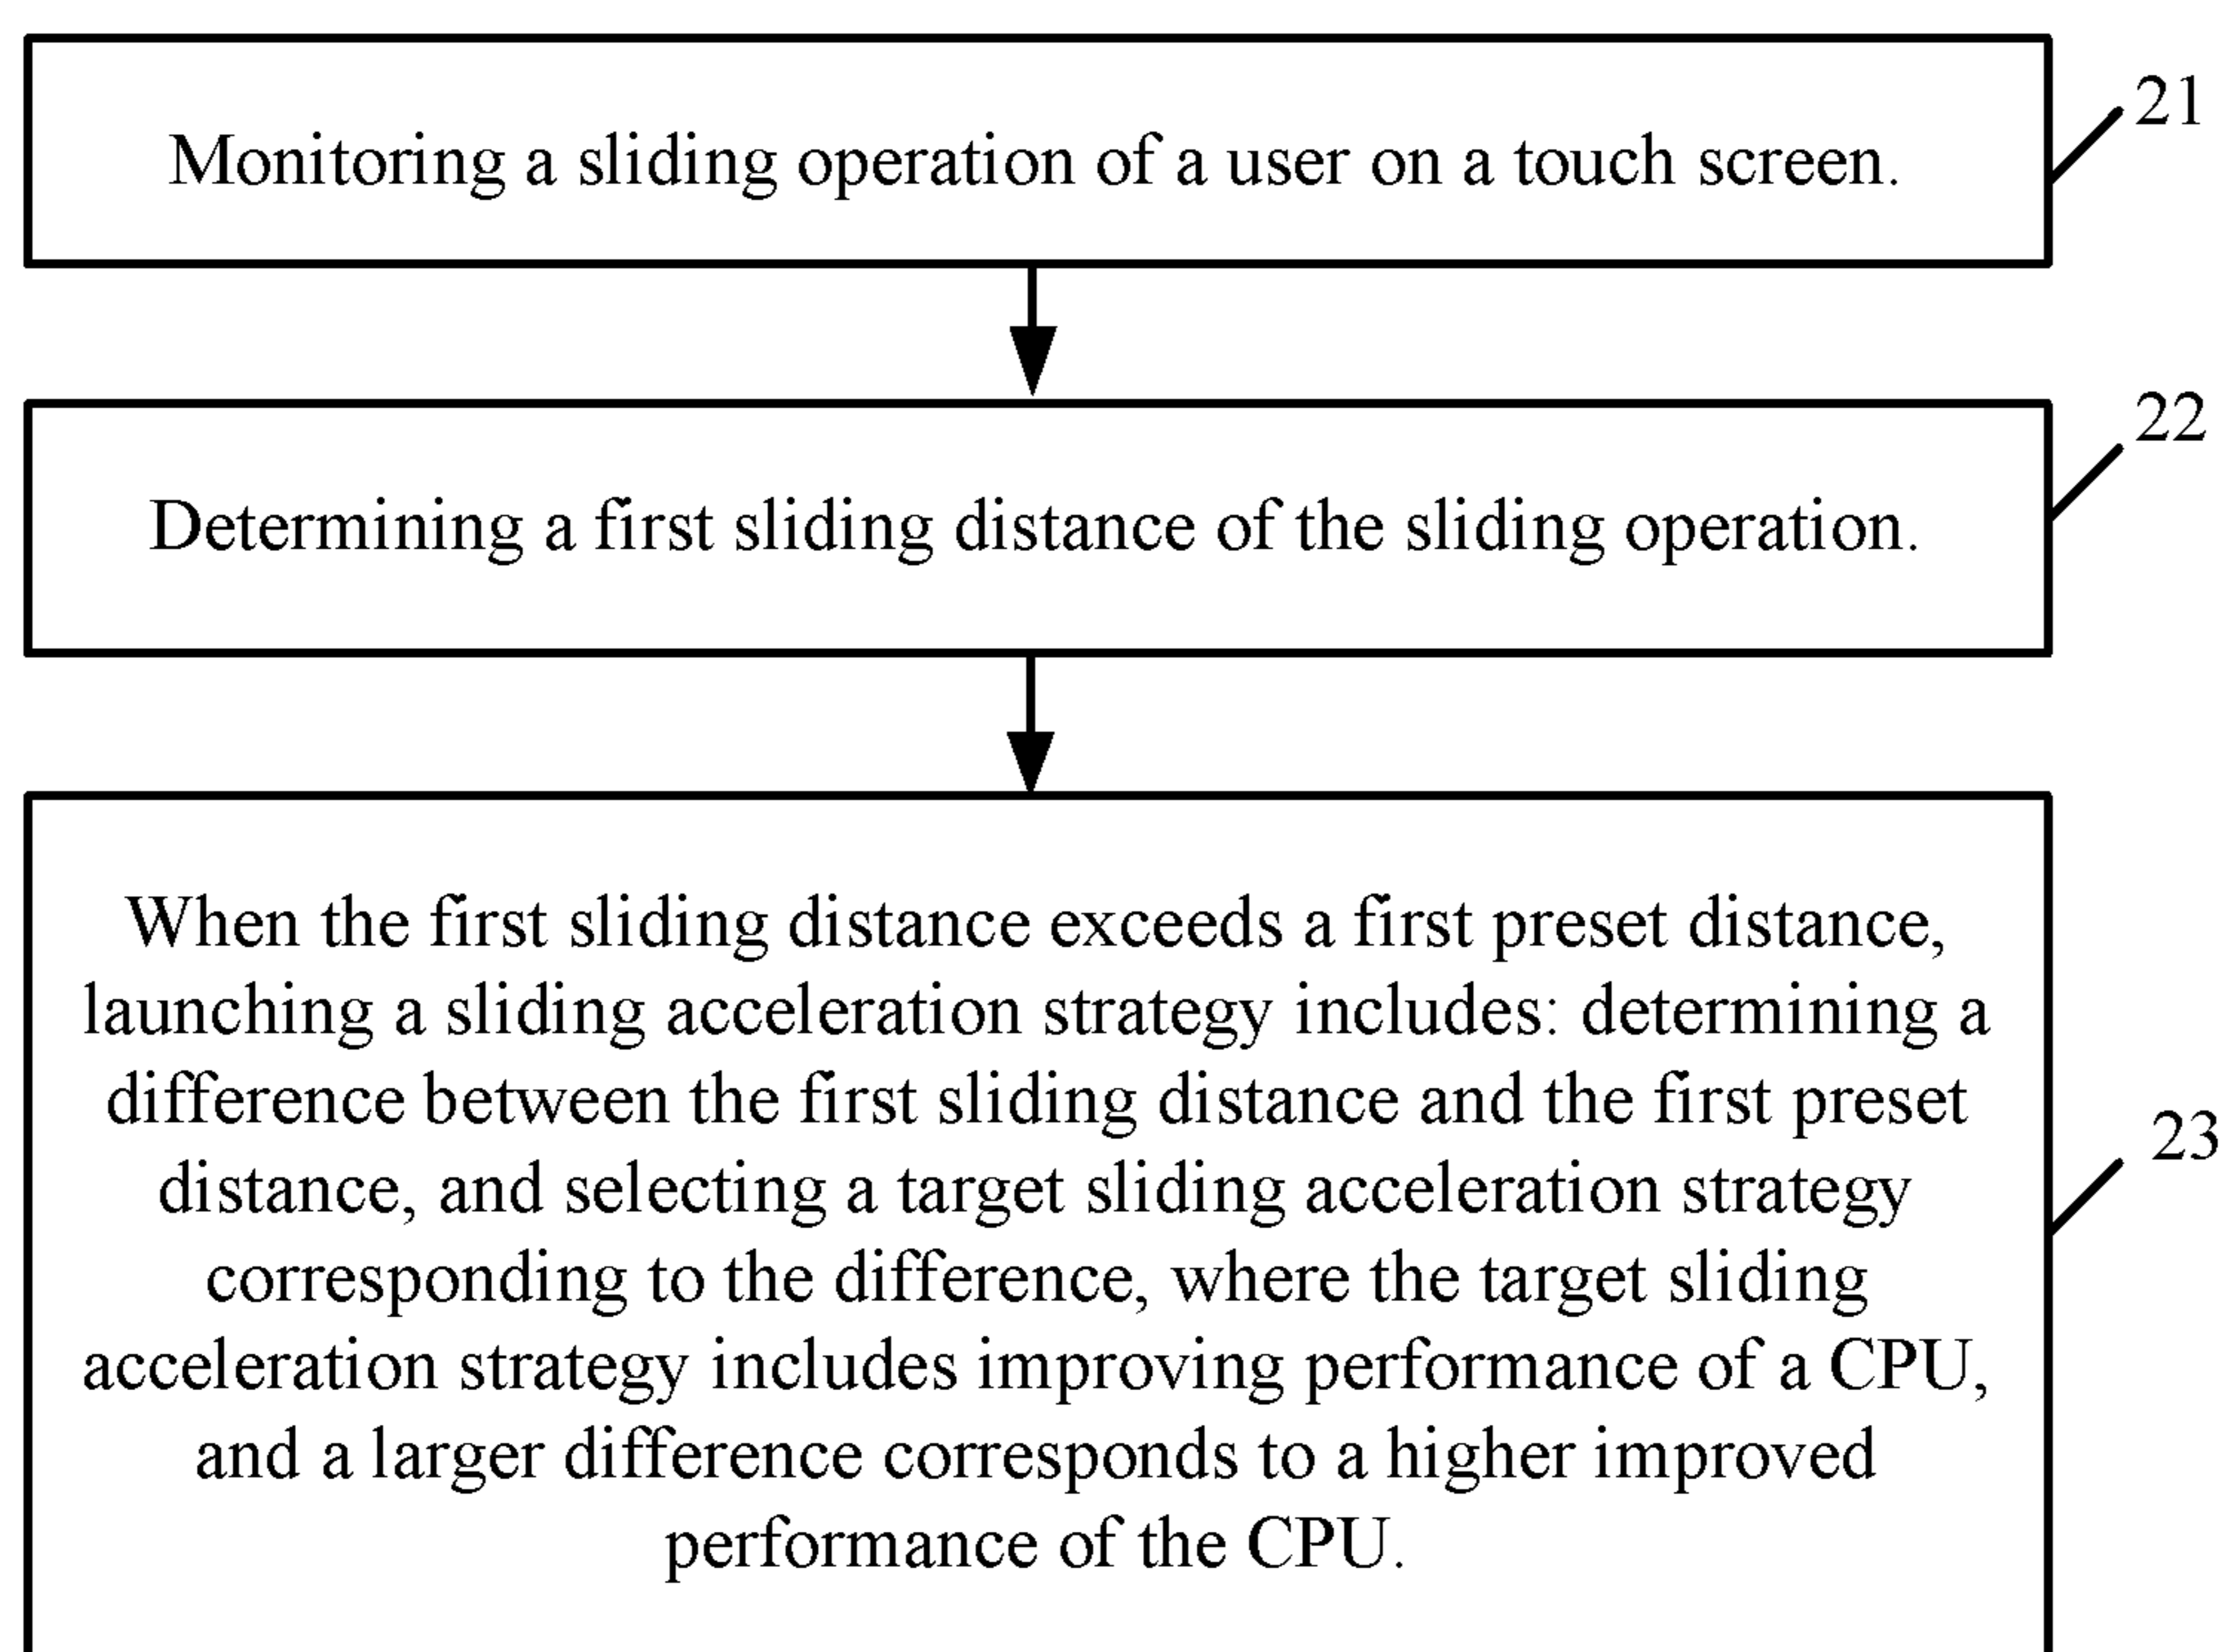 21
Monitoring a sliding operation of a user on a touch screen.
22
Determining a first sliding distance of the sliding operation.
When the first sliding distance exceeds a first preset distance,
launching a sliding acceleration strategy includes: determining a
difference between the first sliding distance and the first preset
distance, and selecting a target sliding acceleration strategy
corresponding to the difference, where the target sliding
acceleration strategy includes improving performance of a CPU,
and a larger difference corresponds to a higher improved
performance of the CPU.
23